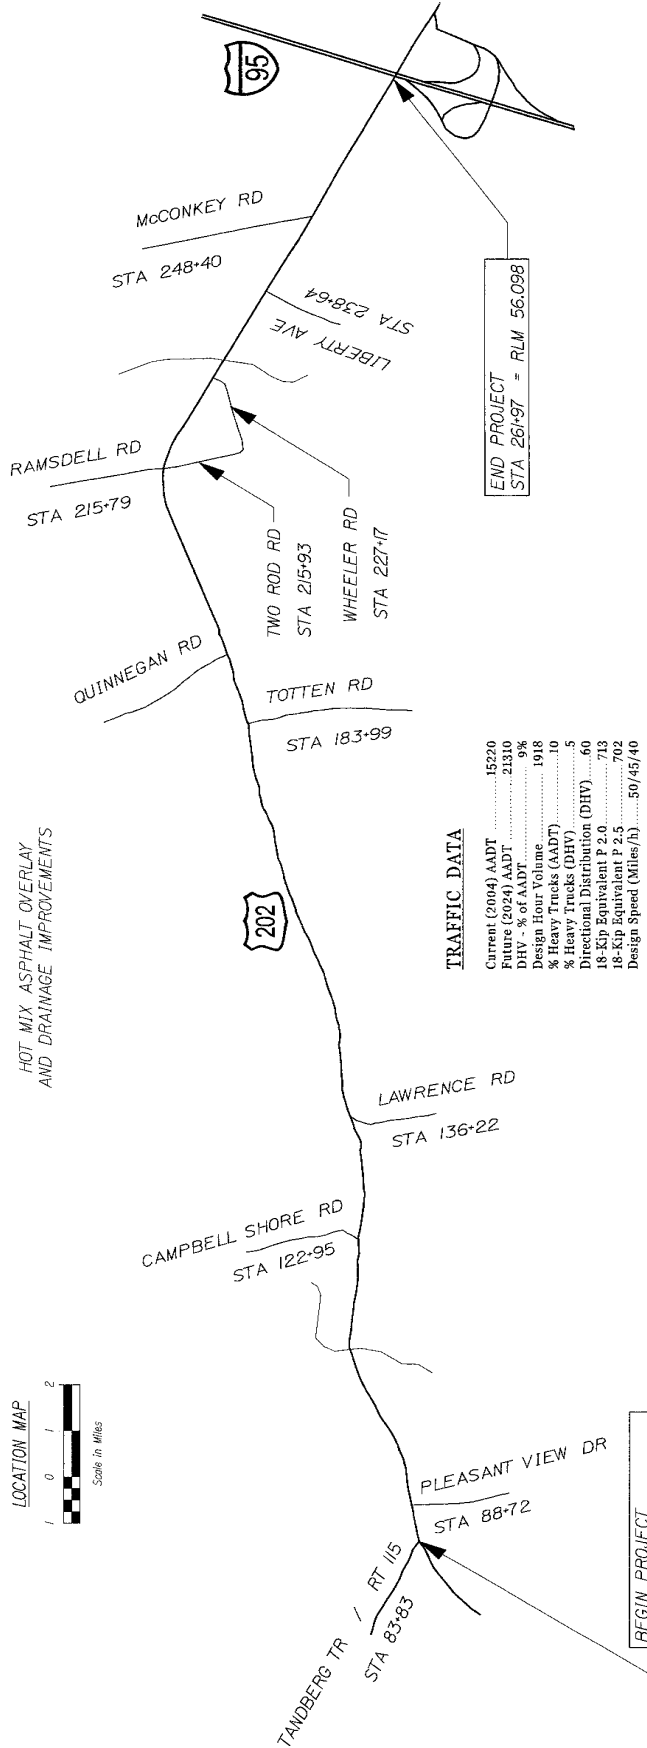 HOT MIX ASPHALT OVERLAY
AND DRAINAGE IMPROVEMENTS
LOCATION MAP
1 0 1 2
Scale in Miles
TANDBERG TR / RT 115
STA 83+83
PLEASANT VIEW DR
STA 88+72
CAMPBELL SHORE RD
STA 122+95
LAWRENCE RD
STA 136+22
202
QUINNEGAN RD
TOTTEN RD
STA 183+99
RAMSDELL RD
STA 215+79
TWO ROD RD
STA 215+93
WHEELER RD
STA 227+17
LIBERTY AVE
STA 238+64
McCONKEY RD
STA 248+40
95
END PROJECT
STA 261+97 = RLM 56.098
BEGIN PROJECT
TRAFFIC DATA
Current (2004) AADT ........ 15220
Future (2024) AADT ........ 21310
DHV - % of AADT ........ 9%
Design Hour Volume ........ 1918
% Heavy Trucks (AADT) ........ 10
% Heavy Trucks (DHV) ........ 5
Directional Distribution (DHV) ........ 60
18-Kip Equivalent P 2.0 ........ 713
18-Kip Equivalent P 2.5 ........ 702
Design Speed (Miles/h) ........ 50/45/40